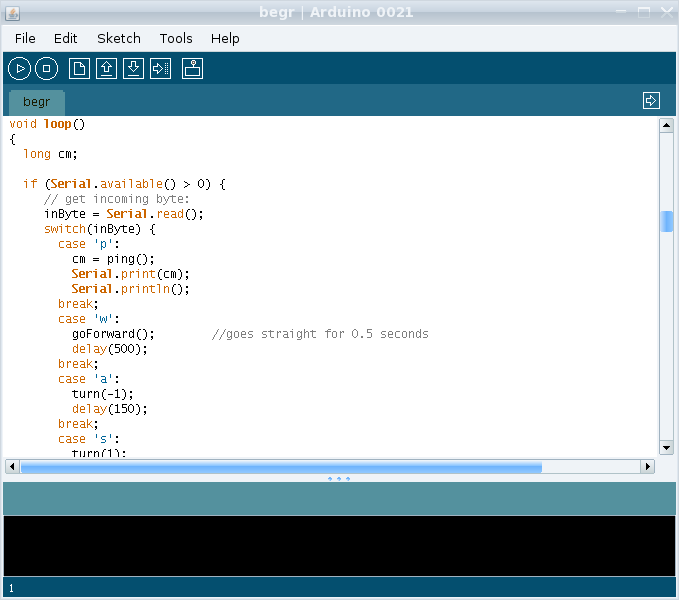 begr | Arduino 0021
File Edit Sketch Tools Help
begr
void loop()
{
  long cm;
  if (Serial.available() > 0) {
     // get incoming byte:
     inByte = Serial.read();
     switch(inByte) {
       case 'p':
         cm = ping();
         Serial.print(cm);
         Serial.println();
       break;
       case 'w':
         goForward();        //goes straight for 0.5 seconds
         delay(500);
       break;
       case 'a':
         turn(-1);
         delay(150);
       break;
       case 's':
         turn(1);
1